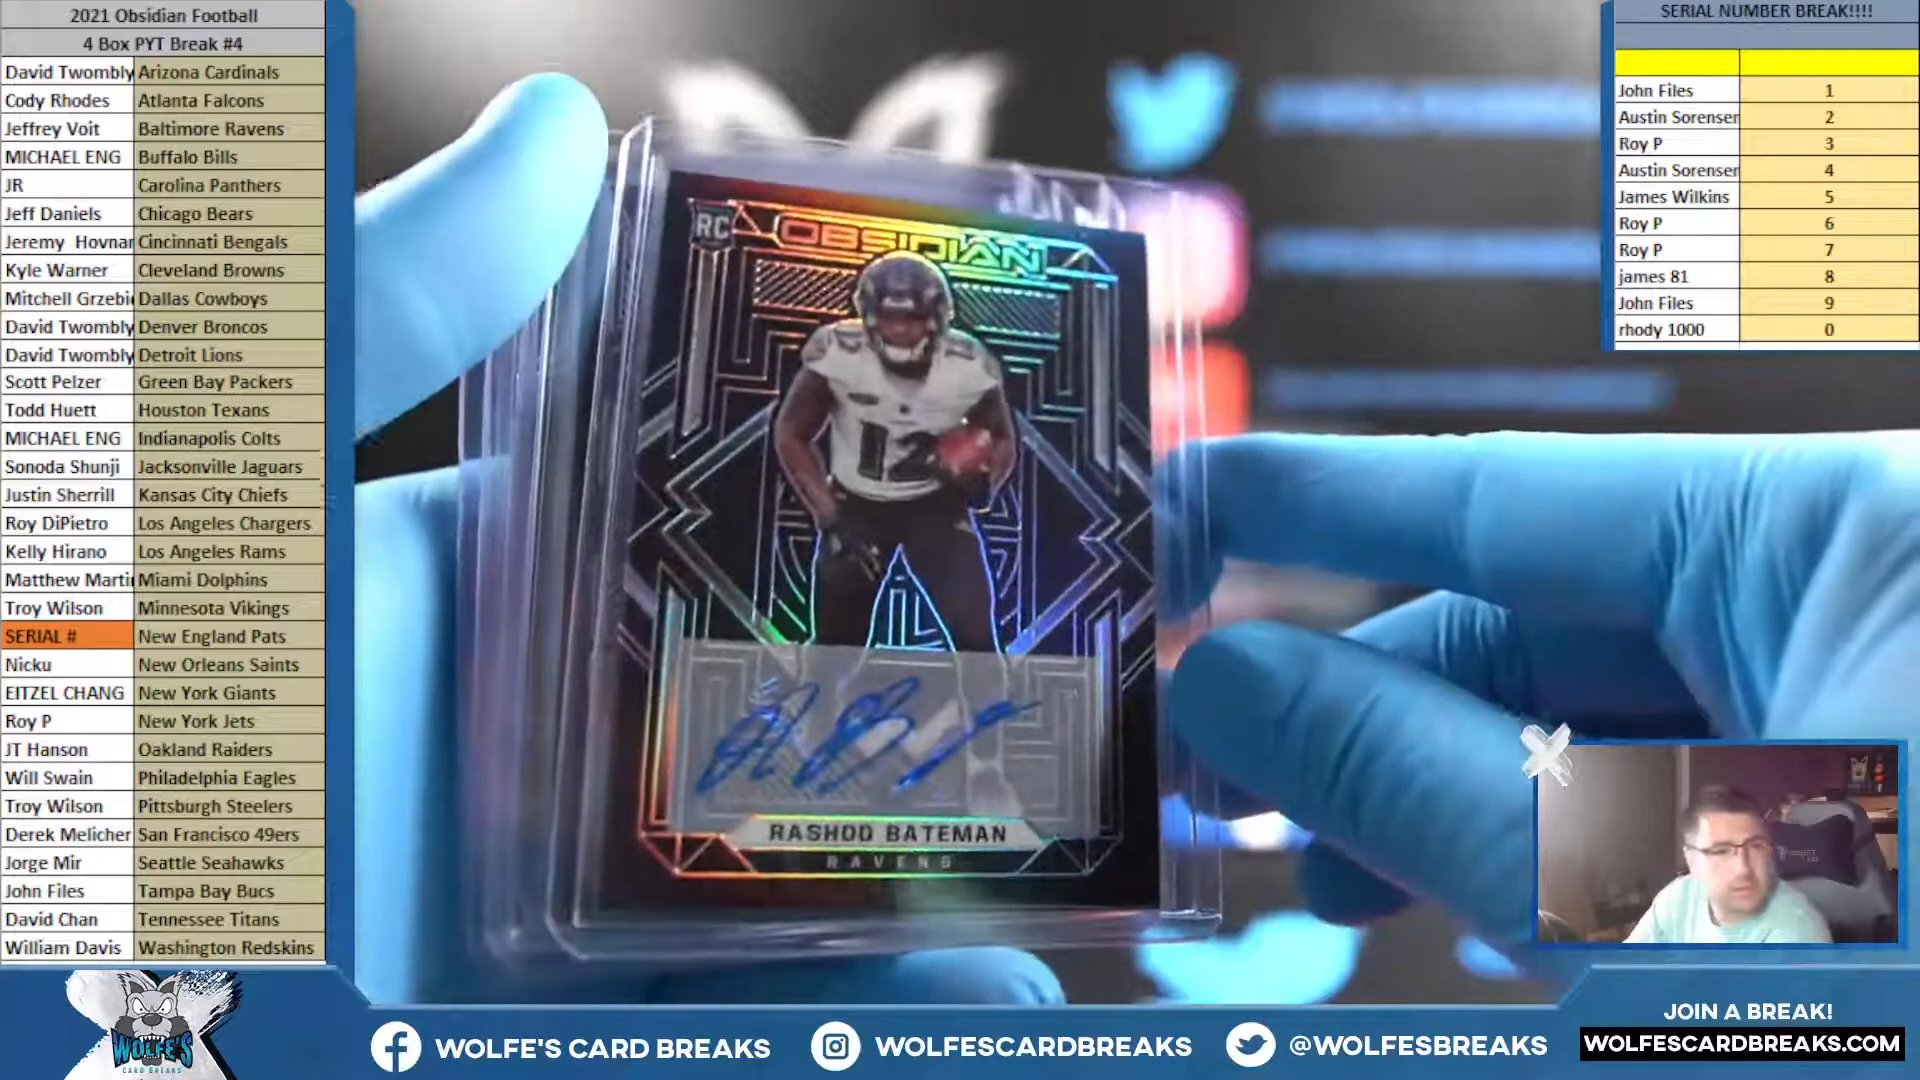 2021 Obsidian Football
4 Box PYT Break #4
David Twombly Arizona Cardinals
Cody Rhodes Atlanta Falcons
Jeffrey Voit Baltimore Ravens
MICHAEL ENG Buffalo Bills
JR Carolina Panthers
Jeff Daniels Chicago Bears
Jeremy Hovnar Cincinnati Bengals
Kyle Warner Cleveland Browns
Mitchell Grzebi Dallas Cowboys
David Twombly Denver Broncos
David Twombly Detroit Lions
Scott Pelzer Green Bay Packers
Todd Huett Houston Texans
MICHAEL ENG Indianapolis Colts
Sonoda Shunji Jacksonville Jaguars
Justin Sherrill Kansas City Chiefs
Roy DiPietro Los Angeles Chargers
Kelly Hirano Los Angeles Rams
Matthew Marti Miami Dolphins
Troy Wilson Minnesota Vikings
SERIAL # New England Pats
Nicku New Orleans Saints
EITZEL CHANG New York Giants
Roy P New York Jets
JT Hanson Oakland Raiders
Will Swain Philadelphia Eagles
Troy Wilson Pittsburgh Steelers
Derek Melicher San Francisco 49ers
Jorge Mir Seattle Seahawks
John Files Tampa Bay Bucs
David Chan Tennessee Titans
William Davis Washington Redskins
SERIAL NUMBER BREAK!!!!
John Files 1
Austin Sorenser 2
Roy P 3
Austin Sorenser 4
James Wilkins 5
Roy P 6
Roy P 7
james 81 8
John Files 9
rhody 1000 0
RC
OBSIDIAN
12
RASHOD BATEMAN
RAVENS
WOLFE'S
CARD BREAKS
WOLFE'S CARD BREAKS
WOLFESCARDBREAKS
@WOLFESBREAKS
JOIN A BREAK!
WOLFESCARDBREAKS.COM